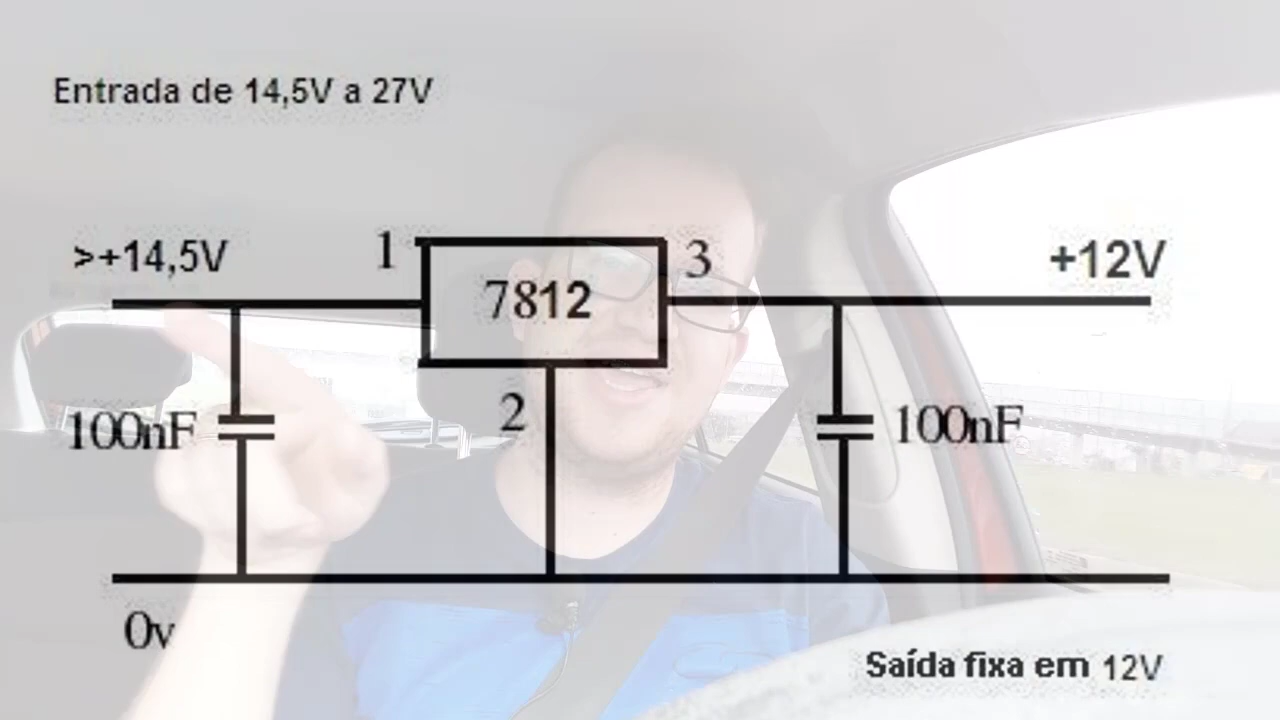 Entrada de 14,5V a 27V
>+14,5V
1
7812
3
+12V
100nF
2
100nF
0v
Saída fixa em 12V